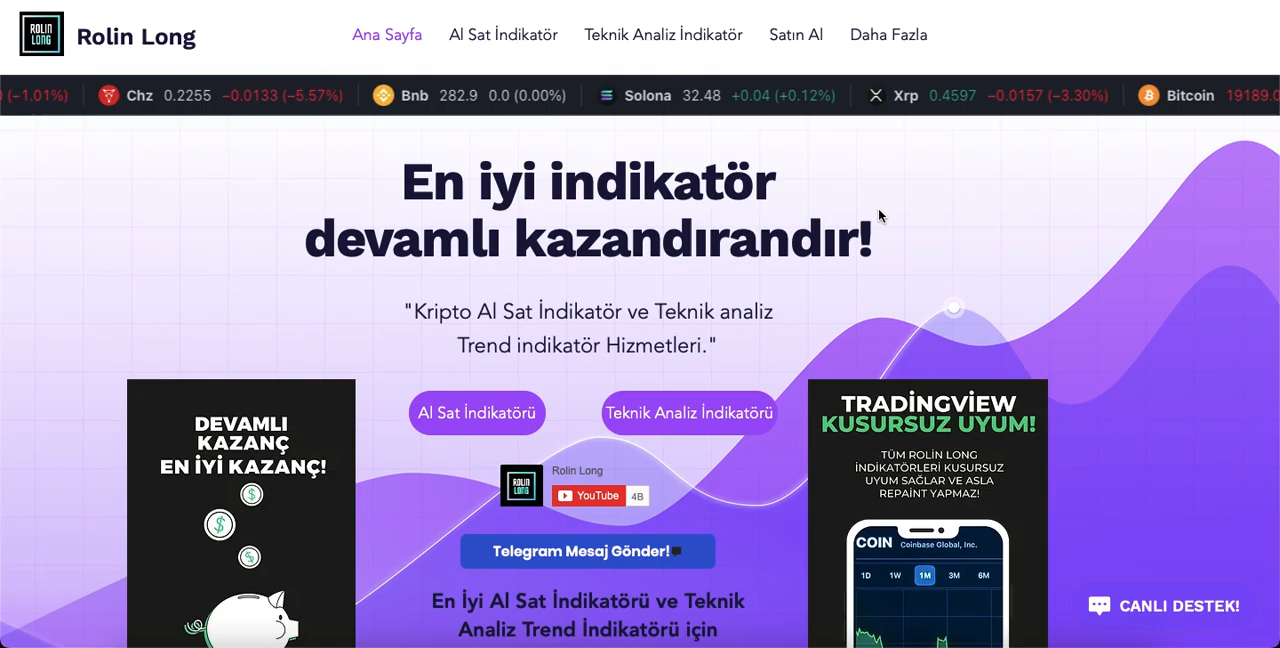 ROLIN
LONG
Rolin Long
Ana Sayfa
Al Sat İndikatör
Teknik Analiz İndikatör
Satın Al
Daha Fazla
(−1.01%)
Chz 0.2255 −0.0133 (−5.57%)
Bnb 282.9 0.0 (0.00%)
Solona 32.48 +0.04 (+0.12%)
Xrp 0.4597 −0.0157 (−3.30%)
Bitcoin 19189.0
En iyi indikatör
devamlı kazandırandır!
"Kripto Al Sat İndikatör ve Teknik analiz
Trend indikatör Hizmetleri."
Al Sat İndikatörü
Teknik Analiz İndikatörü
ROLIN
LONG
Rolin Long
YouTube 4B
Telegram Mesaj Gönder!
En İyi Al Sat İndikatörü ve Teknik
Analiz Trend İndikatörü için
DEVAMLI
KAZANÇ
EN İYİ KAZANÇ!
TRADİNGVİEW
KUSURSUZ UYUM!
TÜM ROLİN LONG
İNDİKATÖRLERİ KUSURSUZ
UYUM SAĞLAR VE ASLA
REPAINT YAPMAZ!
COIN Coinbase Global, Inc.
1D 1W 1M 3M 6M
CANLI DESTEK!